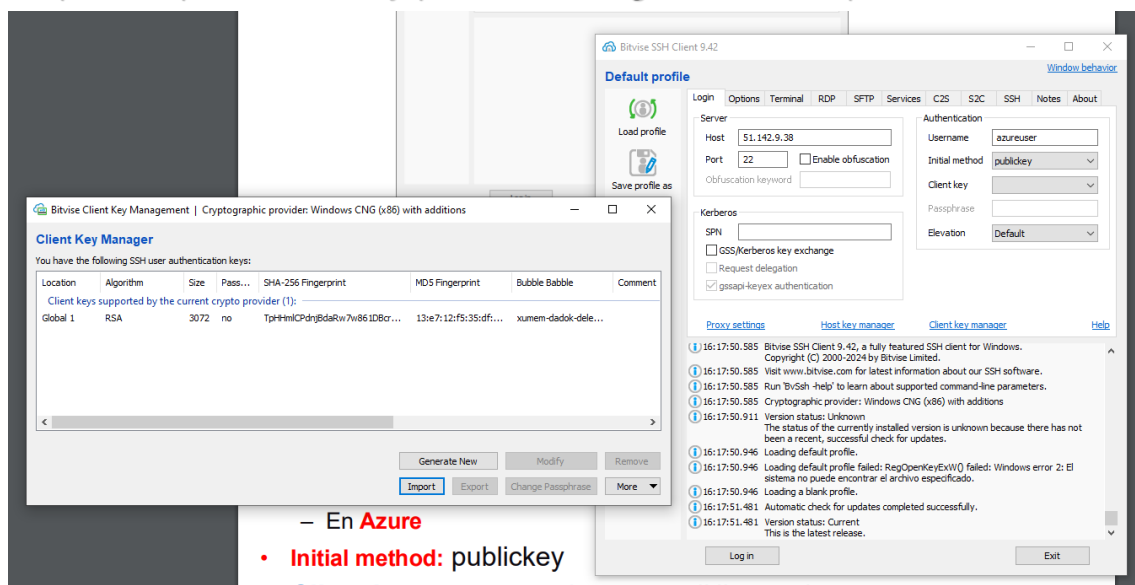 Bitvise SSH Client 9.42
Window behavior
Default profile
Load profile
Save profile as
Login Options Terminal RDP SFTP Services C2S S2C SSH Notes About
Server
Host 51.142.9.38
Port 22 Enable obfuscation
Obfuscation keyword
Kerberos
SPN
GSS/Kerberos key exchange
Request delegation
gssapi-keyex authentication
Authentication
Username azureuser
Initial method publickey
Client key
Passphrase
Elevation Default
Proxy settings Host key manager Client key manager Help
16:17:50.585 Bitvise SSH Client 9.42, a fully featured SSH client for Windows.
Copyright (C) 2000-2024 by Bitvise Limited.
16:17:50.585 Visit www.bitvise.com for latest information about our SSH software.
16:17:50.585 Run 'BvSsh -help' to learn about supported command-line parameters.
16:17:50.585 Cryptographic provider: Windows CNG (x86) with additions
16:17:50.911 Version status: Unknown
The status of the currently installed version is unknown because there has not
been a recent, successful check for updates.
16:17:50.946 Loading default profile.
16:17:50.946 Loading default profile failed: RegOpenKeyExW() failed: Windows error 2: El
sistema no puede encontrar el archivo especificado.
16:17:50.946 Loading a blank profile.
16:17:51.481 Automatic check for updates completed successfully.
16:17:51.481 Version status: Current
This is the latest release.
Log in Exit
Bitvise Client Key Management | Cryptographic provider: Windows CNG (x86) with additions
Client Key Manager
You have the following SSH user authentication keys:
Location Algorithm Size Pass... SHA-256 Fingerprint MD5 Fingerprint Bubble Babble Comment
Client keys supported by the current crypto provider (1):
Global 1 RSA 3072 no 13:e7:12:f5:35:df:... xumem-dadok-dele...
Generate New Modify Remove
Import Export Change Passphrase More
– En Azure
• Initial method: publickey